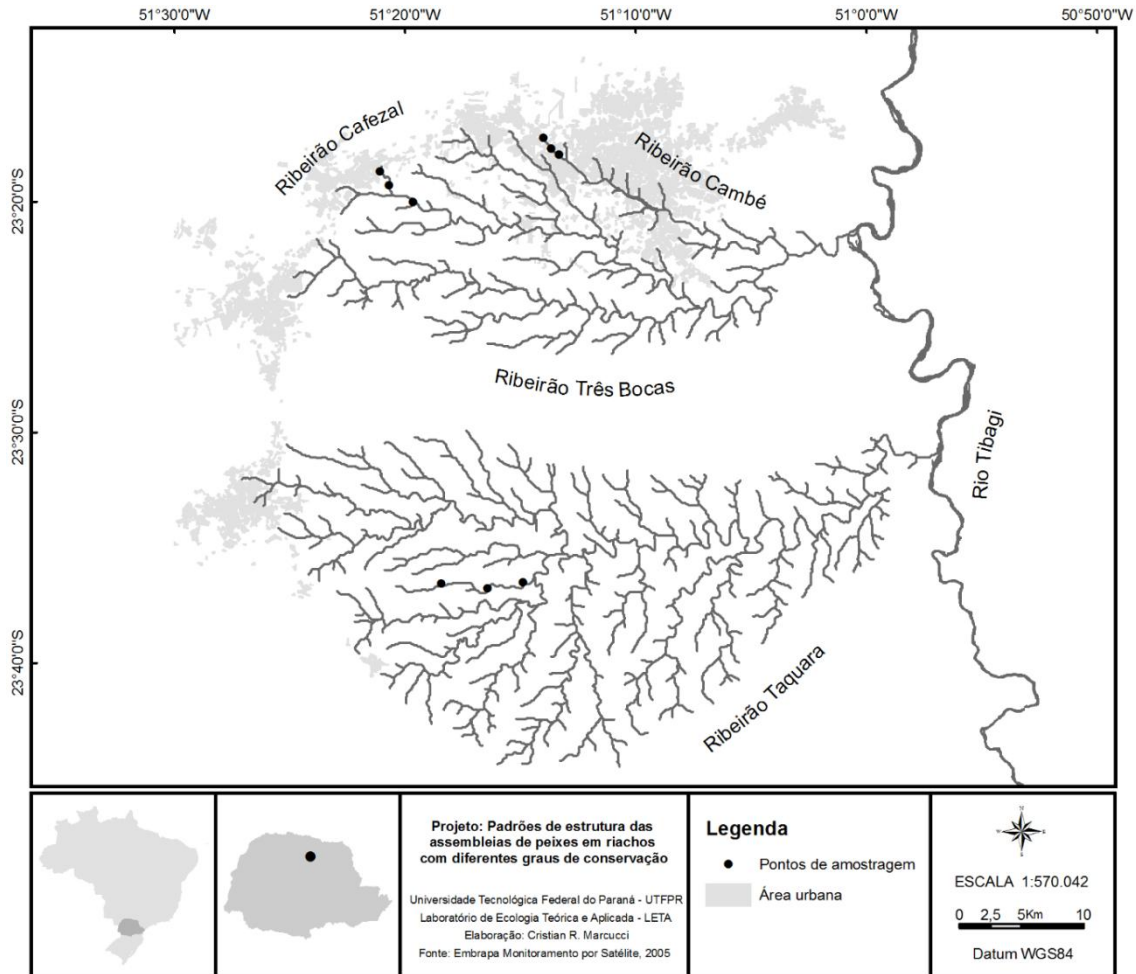 51°30'0"W 51°20'0"W 51°10'0"W 51°0'0"W 50°50'0"W
23°20'0"S
23°30'0"S
23°40'0"S
Ribeirão Cafezal
Ribeirão Cambé
Ribeirão Três Bocas
Rio Tibagi
Ribeirão Taquara
Projeto: Padrões de estrutura das
assembleias de peixes em riachos
com diferentes graus de conservação
Universidade Tecnológica Federal do Paraná - UTFPR
Laboratório de Ecologia Teórica e Aplicada - LETA
Elaboração: Cristian R. Marcucci
Fonte: Embrapa Monitoramento por Satélite, 2005
Legenda
Pontos de amostragem
Área urbana
ESCALA 1:570.042
0 2,5 5Km 10
Datum WGS84